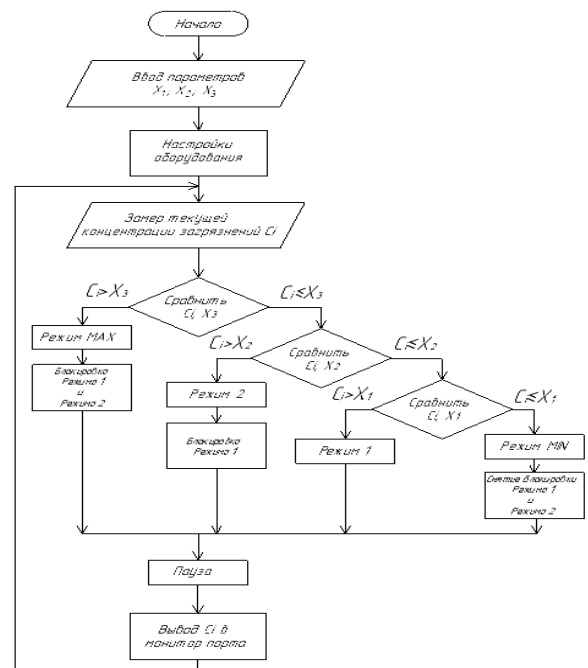 Начало
Ввод параметров
X₁; X₂; X₃
Настройки
оборудования
Замер текущей
концентрации загрязнений Ci
Сравнить
Ci, X3
Ci>X₃
Ci≤X₃
Режим MAX
Блокировка
Режима 1
и
Режима 2
Сравнить
Ci, X2
Ci>X₂
Ci≤X₂
Режим 2
Блокировка
Режима 1
Сравнить
Ci, X1
Ci>X₁
Ci≤X₁
Режим 1
Режим MIN
Снятие блокировки
Режима 1
и
Режима 2
Пауза
Вывод Ci в
монитор порта